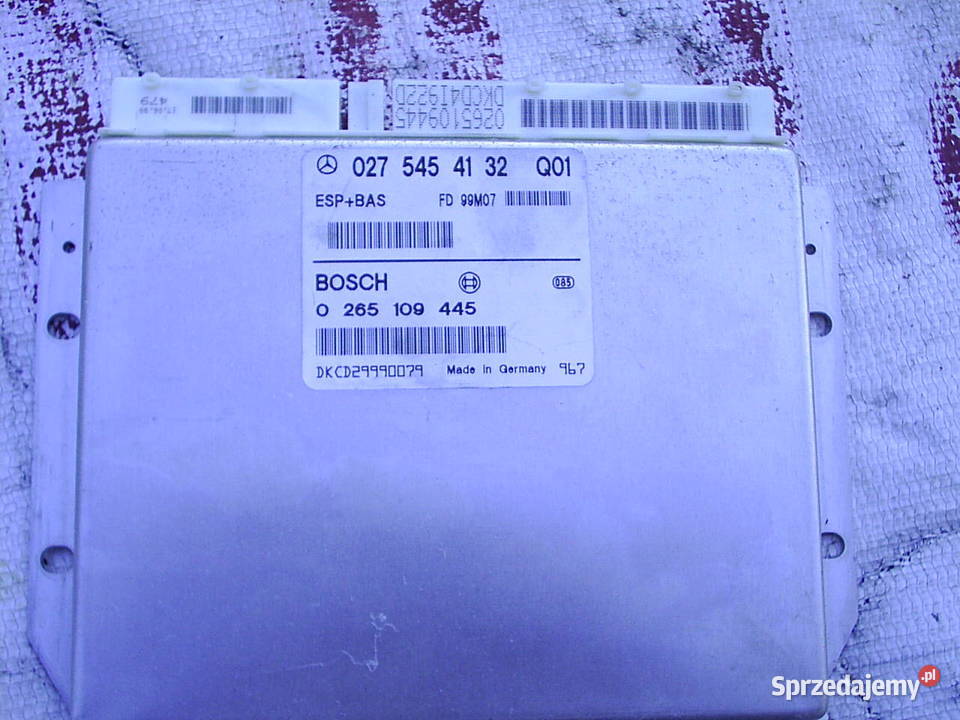 479
0265109445
DKCD41922D
027 545 41 32 Q01
ESP+BAS FD 99M07
BOSCH 085
0 265 109 445
DKCD29990079 Made in Germany 967
Sprzedajemy.pl